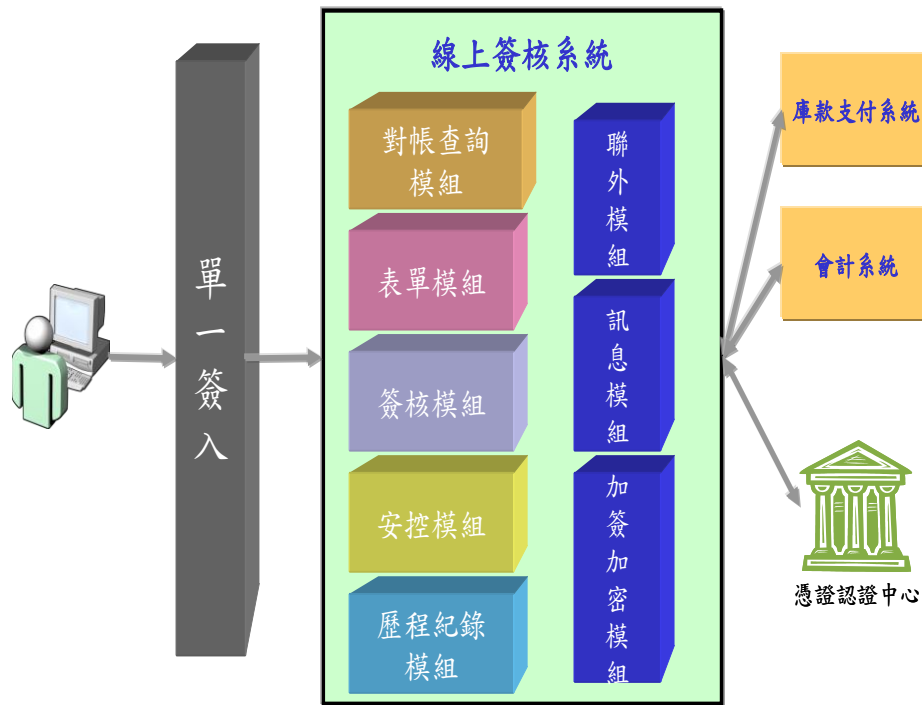 線上簽核系統
單一簽入
對帳查詢
模組
表單模組
簽核模組
安控模組
歷程紀錄
模組
聯外模組
訊息模組
加簽加密模組
庫款支付系統
會計系統
憑證認證中心